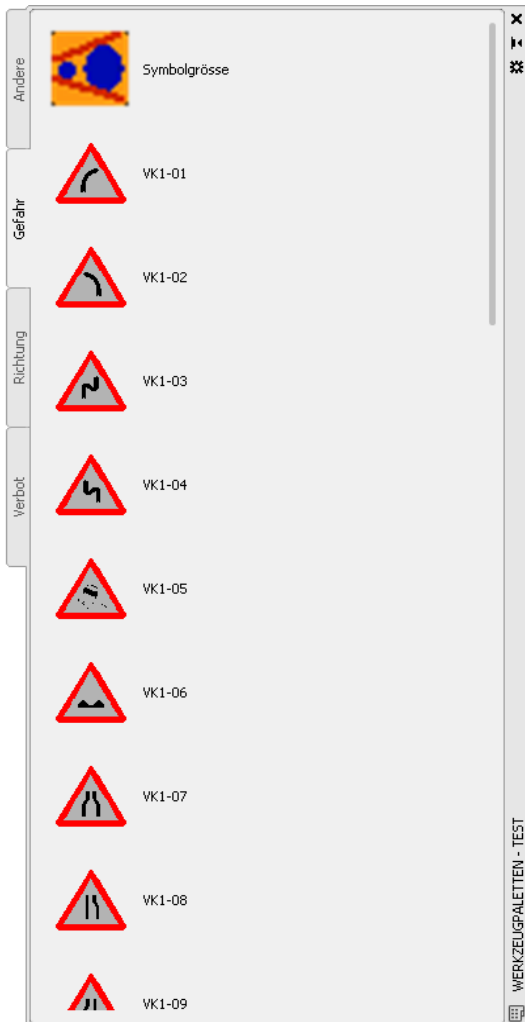 Andere
Gefahr
Richtung
Verbot
Symbolgrösse
VK1-01
VK1-02
VK1-03
VK1-04
VK1-05
VK1-06
VK1-07
VK1-08
VK1-09
WERKZEUGPALETTEN - TEST